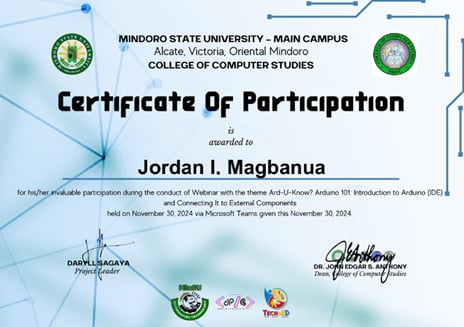 MINDORO STATE UNIVERSITY – MAIN CAMPUS
Alcate, Victoria, Oriental Mindoro
COLLEGE OF COMPUTER STUDIES
Certificate Of Participation
is
awarded to
Jordan I. Magbanua
for his/her invaluable participation during the conduct of Webinar with the theme Ard-U-Know? Arduino 101: Introduction to Arduino (IDE)
and Connecting It to External Components
held on November 30, 2024 via Microsoft Teams given this November 30, 2024.
DARYLL SAGAYA
Project Leader
DR. JOHN EDGAR S. ANTHONY
Dean, College of Computer Studies
MinSU
TECH4ED